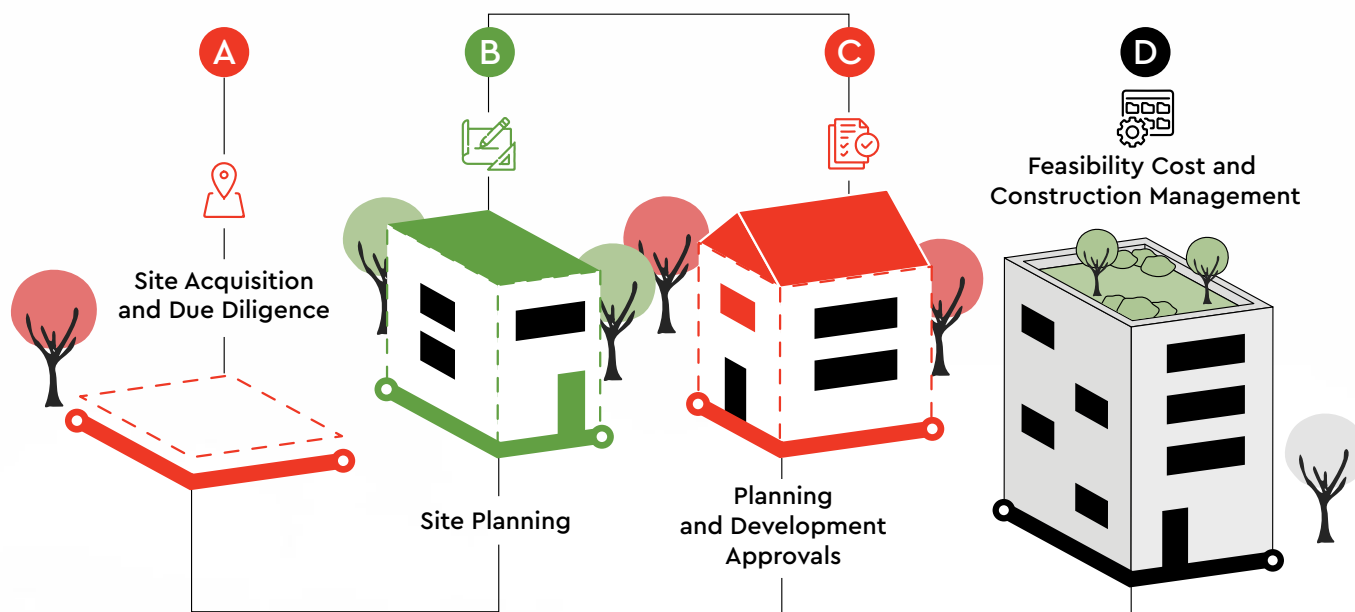 A
Site Acquisition
and Due Diligence
B
Site Planning
C
Planning
and Development
Approvals
D
Feasibility Cost and
Construction Management